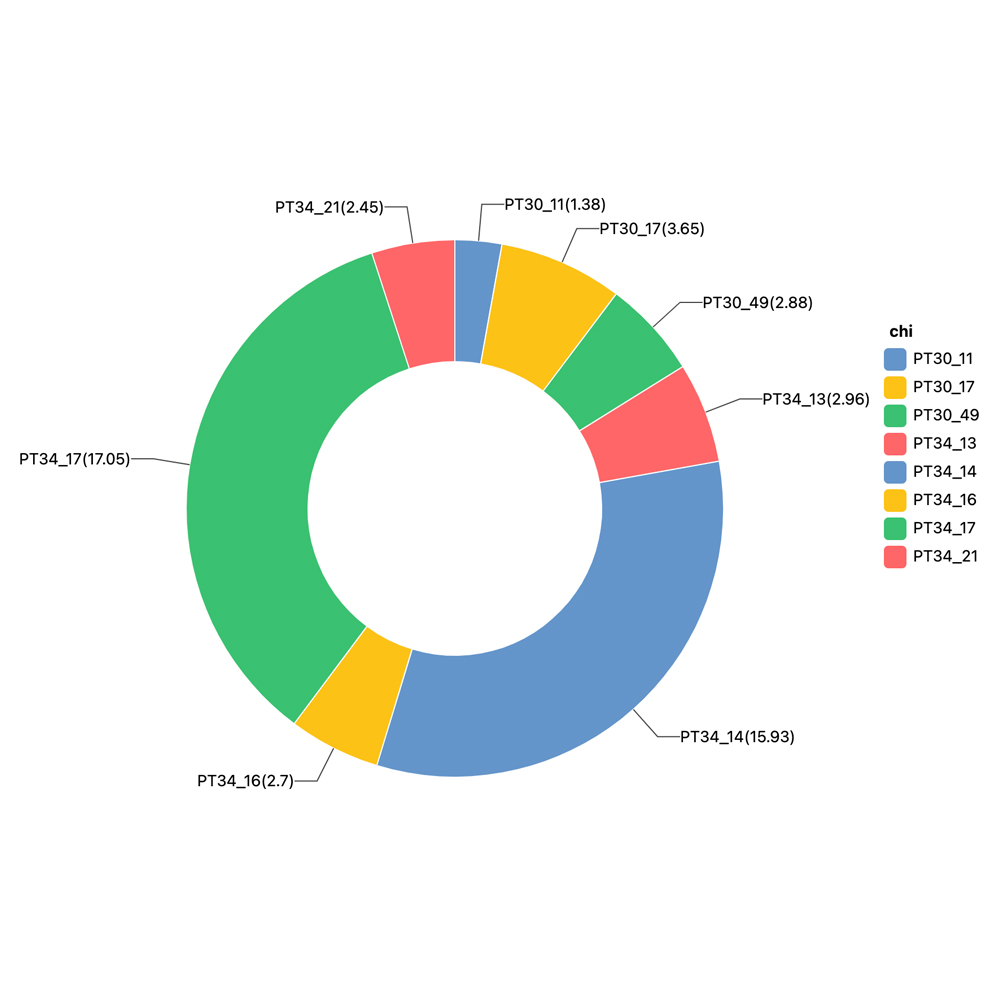 PT34_21(2.45)
PT30_11(1.38)
PT30_17(3.65)
PT30_49(2.88)
PT34_13(2.96)
PT34_17(17.05)
PT34_14(15.93)
PT34_16(2.7)
chi
PT30_11
PT30_17
PT30_49
PT34_13
PT34_14
PT34_16
PT34_17
PT34_21